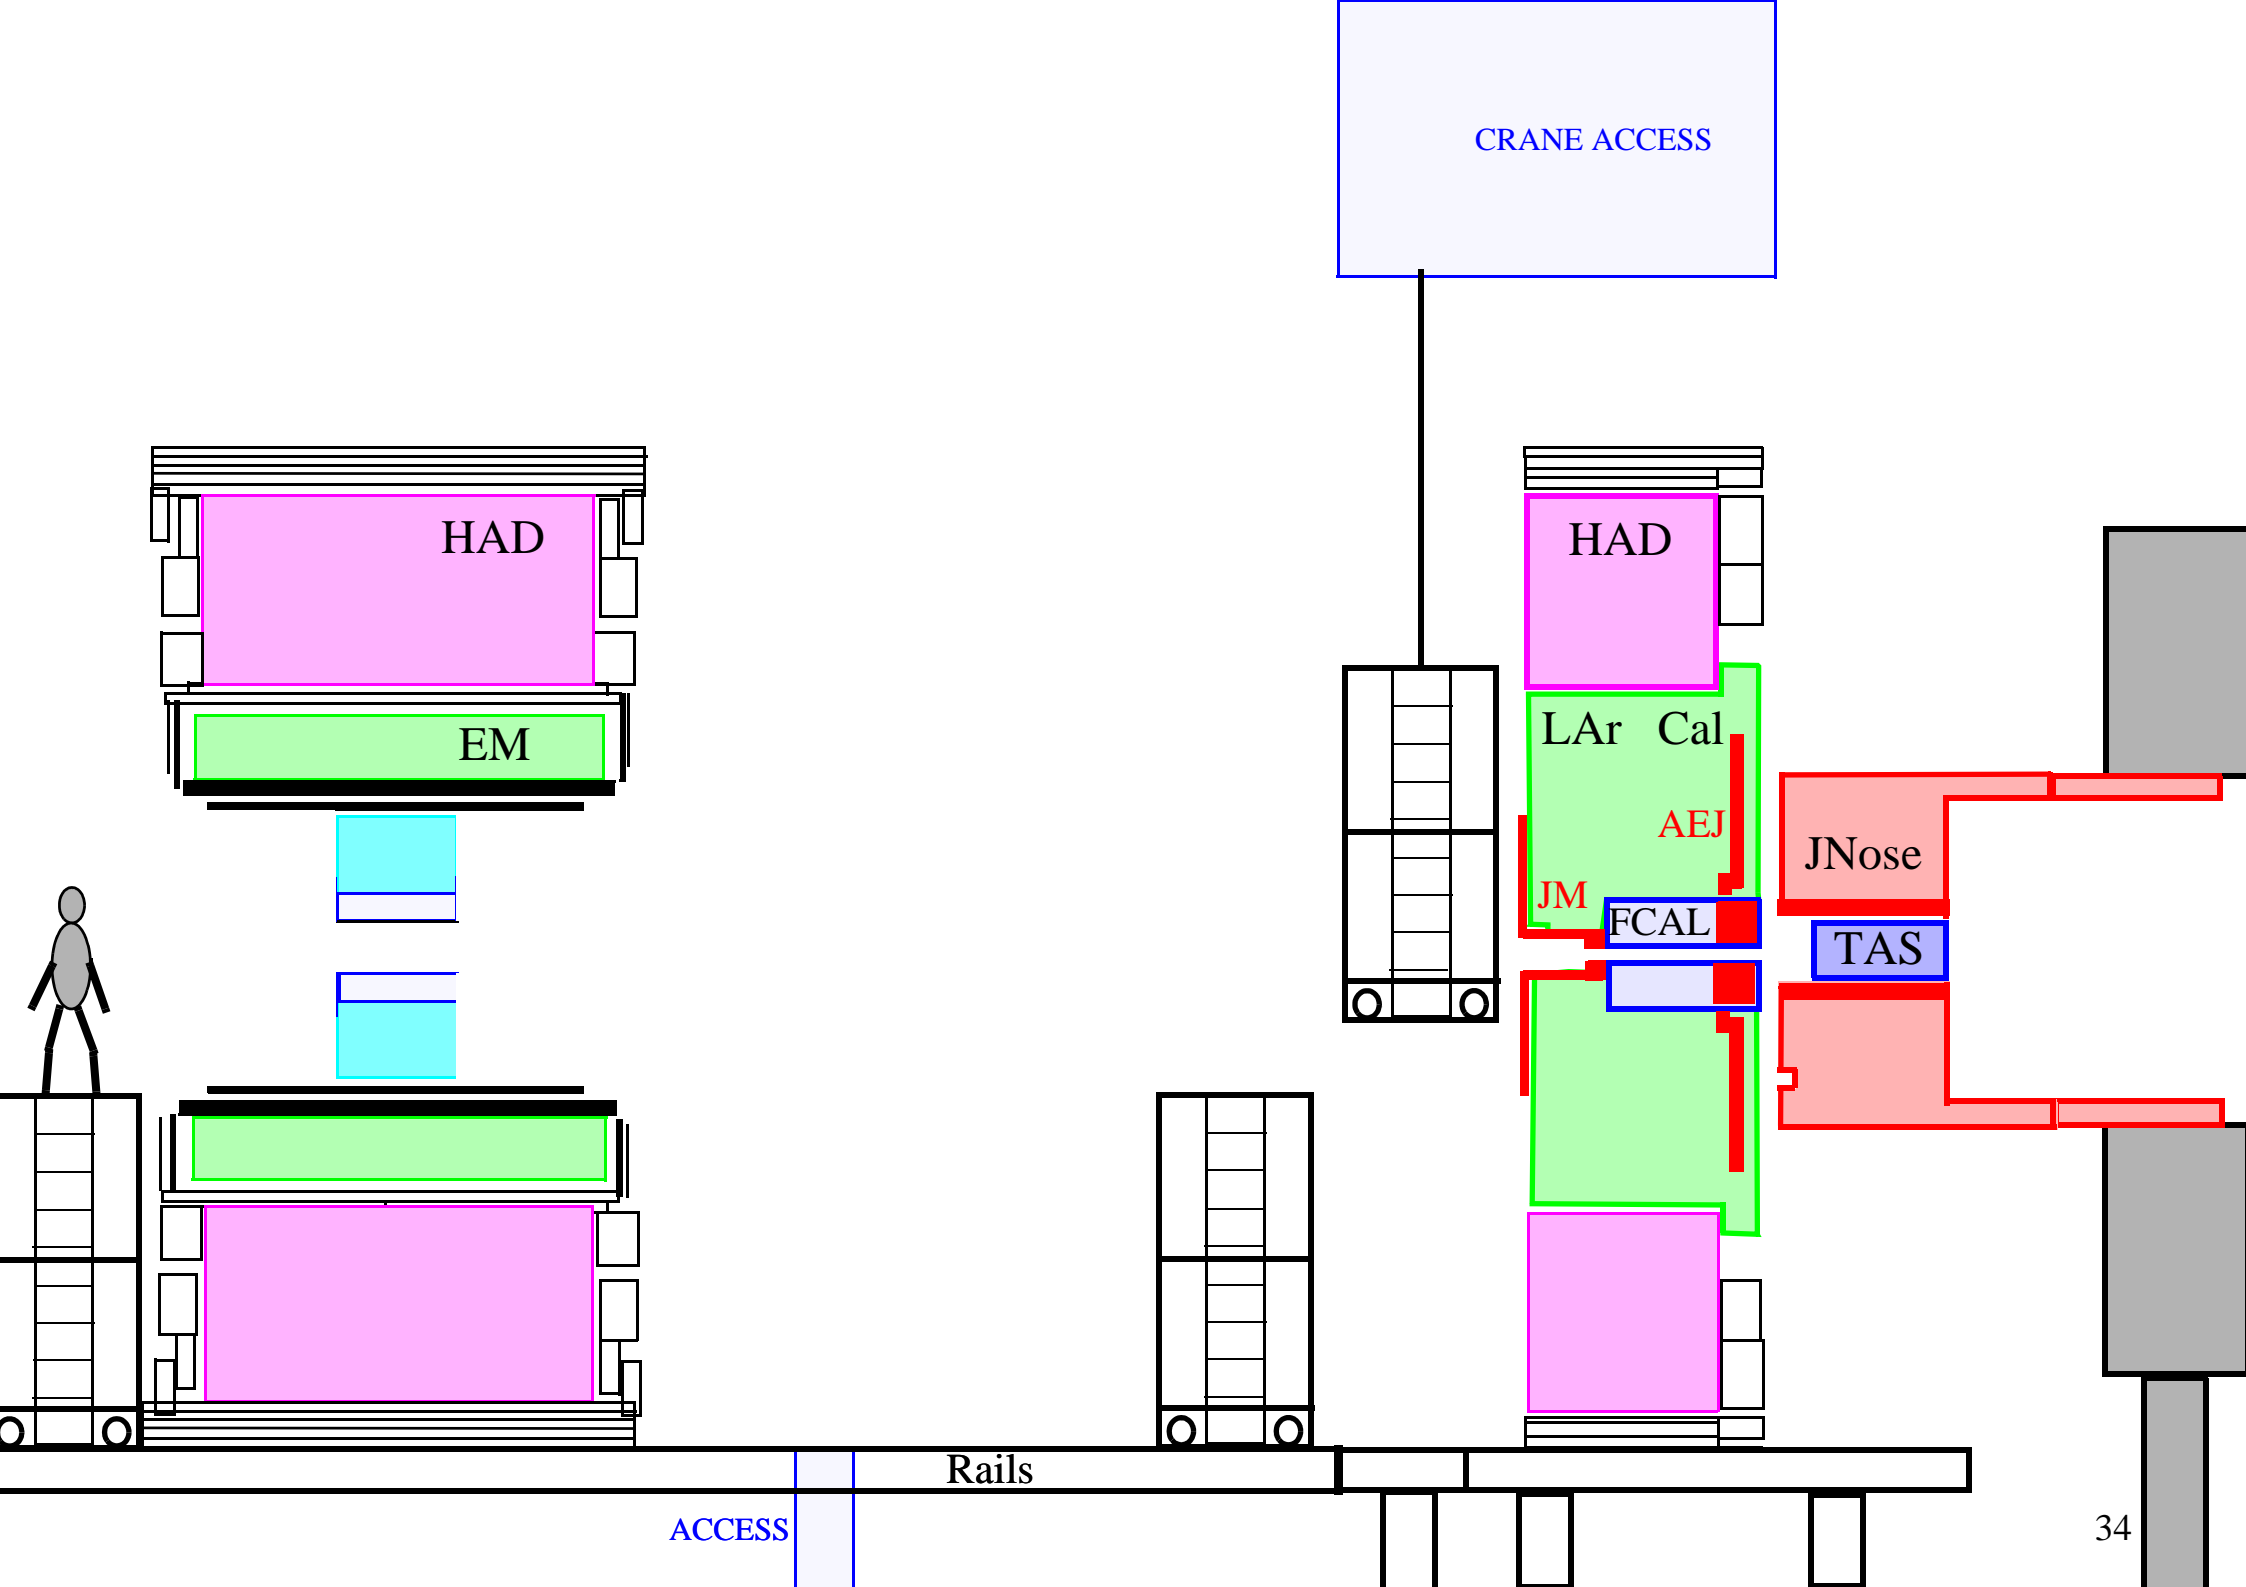 CRANE ACCESS
HAD
HAD
EM
LAr Cal
AEJ
JM
JNose
FCAL
TAS
Rails
ACCESS
34